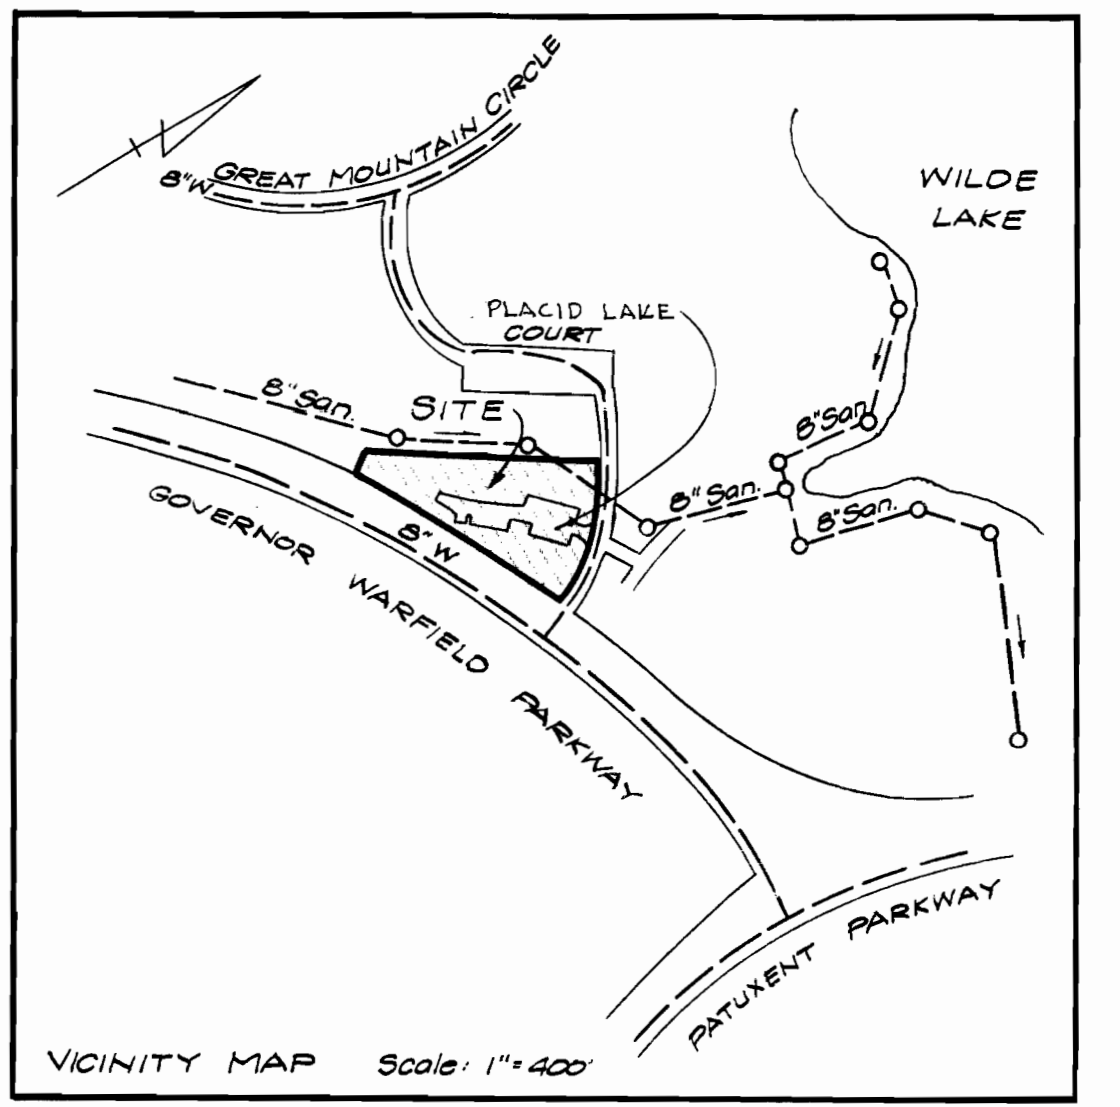 GREAT MOUNTAIN CIRCLE
8"W
WILDE
LAKE
PLACID LAKE
COURT
8"San.
SITE
8"San.
8"San.
8"San.
8"W
GOVERNOR WARFIELD PARKWAY
PATUXENT PARKWAY
VICINITY MAP Scale: 1"=400'